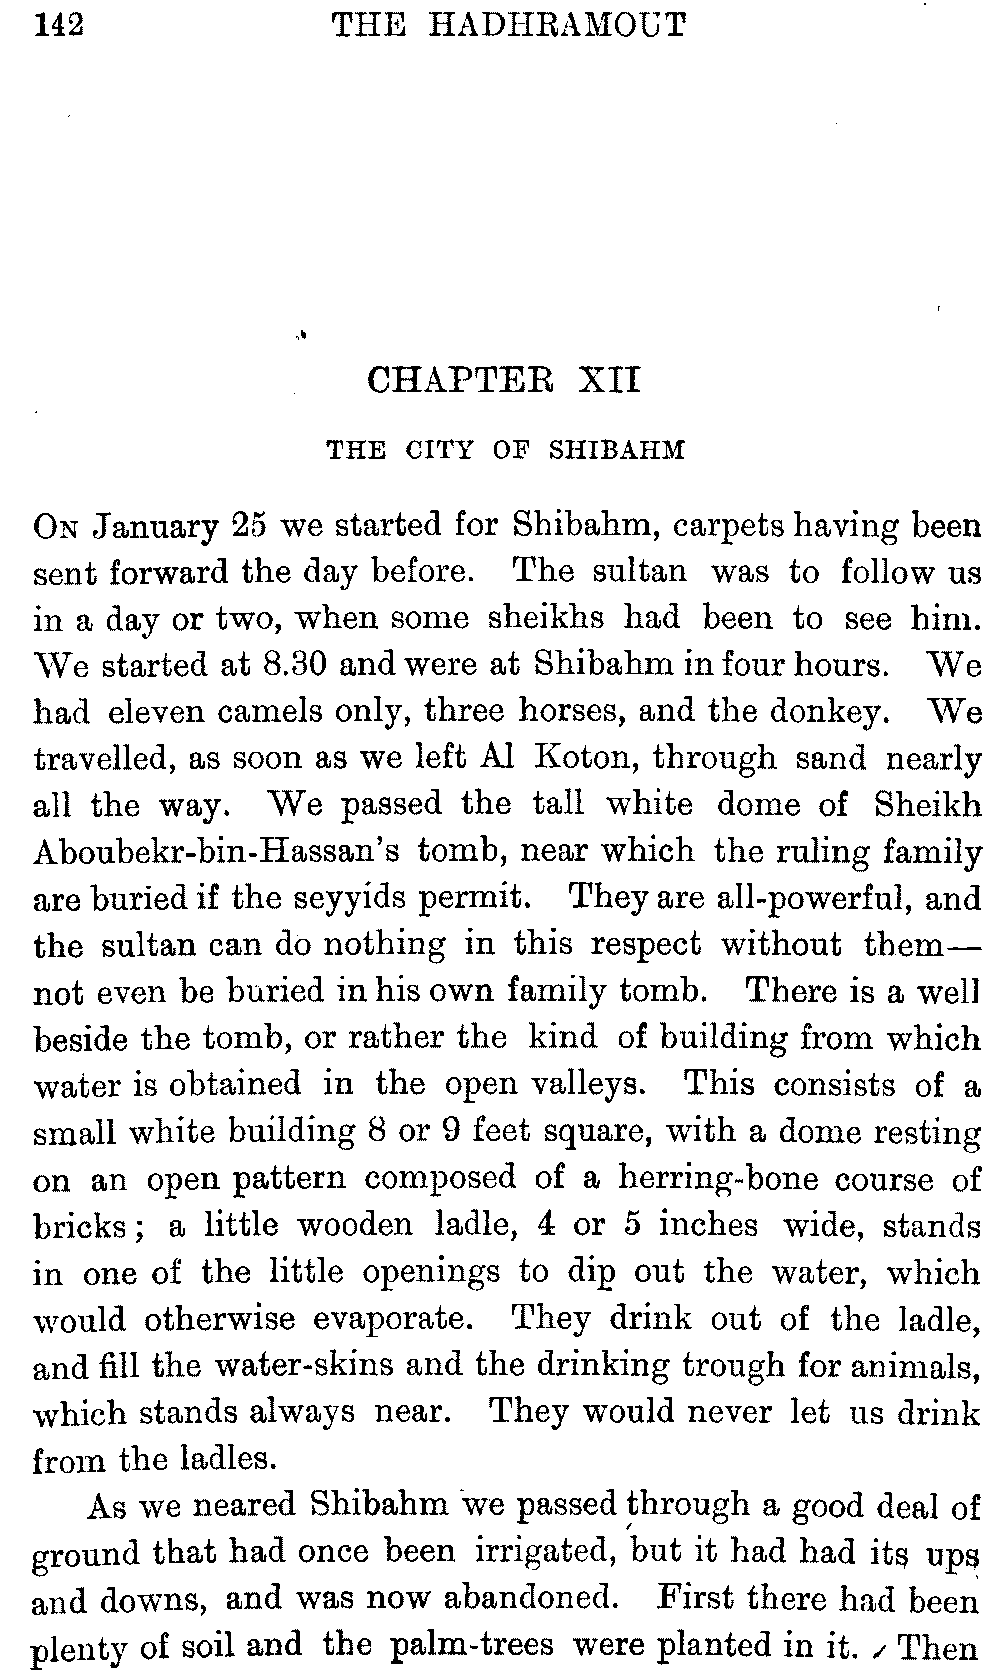 142 THE HADHRAMOUT
CHAPTER XII
THE CITY OF SHIBAHM
ON January 25 we started for Shibahm, carpets having been
sent forward the day before. The sultan was to follow us
in a day or two, when some sheikhs had been to see him.
We started at 8.30 and were at Shibahm in four hours. We
had eleven camels only, three horses, and the donkey. We
travelled, as soon as we left Al Koton, through sand nearly
all the way. We passed the tall white dome of Sheikh
Aboubekr-bin-Hassan's tomb, near which the ruling family
are buried if the seyyids permit. They are all-powerful, and
the sultan can do nothing in this respect without them—
not even be buried in his own family tomb. There is a well
beside the tomb, or rather the kind of building from which
water is obtained in the open valleys. This consists of a
small white building 8 or 9 feet square, with a dome resting
on an open pattern composed of a herring-bone course of
bricks; a little wooden ladle, 4 or 5 inches wide, stands
in one of the little openings to dip out the water, which
would otherwise evaporate. They drink out of the ladle,
and fill the water-skins and the drinking trough for animals,
which stands always near. They would never let us drink
from the ladles.
As we neared Shibahm we passed through a good deal of
ground that had once been irrigated, but it had had its ups
and downs, and was now abandoned. First there had been
plenty of soil and the palm-trees were planted in it. Then